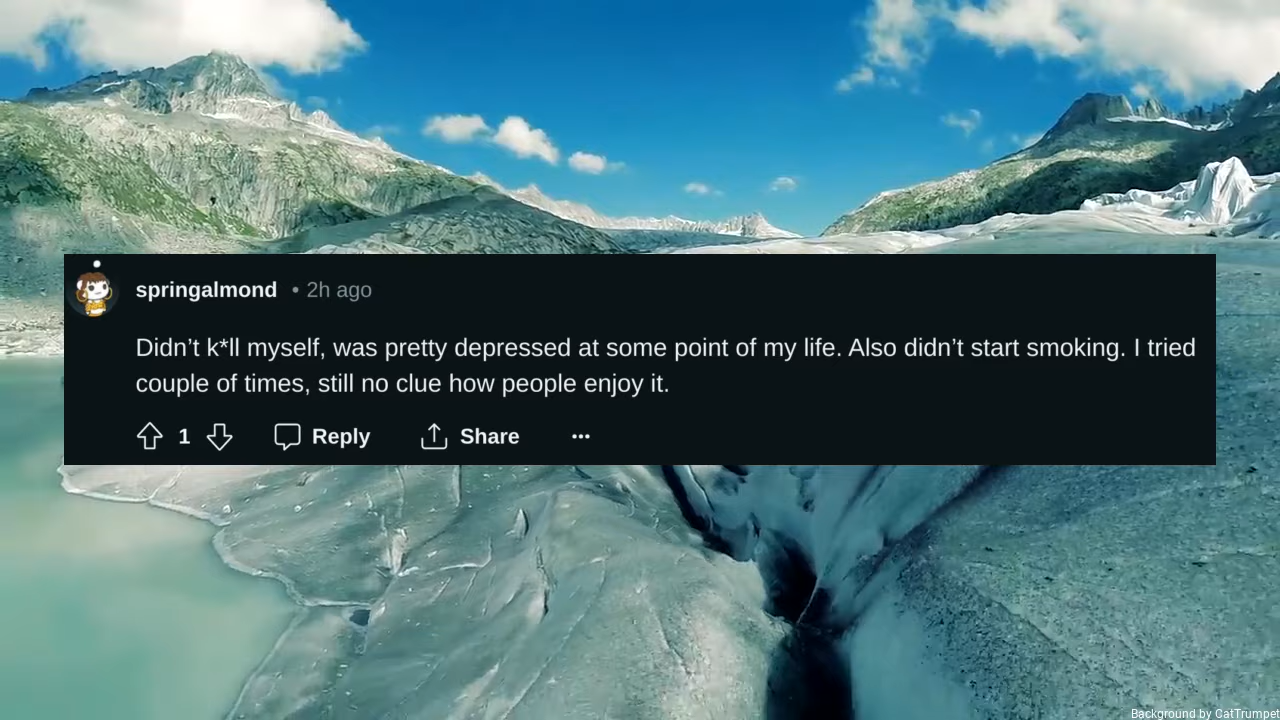 springalmond • 2h ago
Didn’t k*ll myself, was pretty depressed at some point of my life. Also didn’t start smoking. I tried
couple of times, still no clue how people enjoy it.
1 Reply Share ···
Background by CatTrumpet